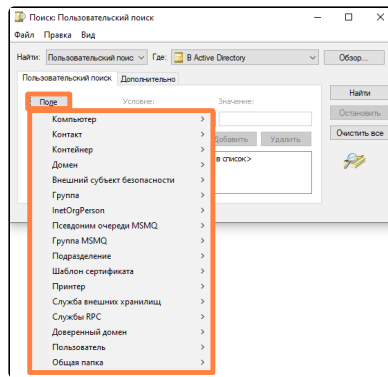 Поиск: Пользовательский поиск
Файл Правка Вид
Найти: Пользовательский поис Где: В Active Directory Обзор...
Пользовательский поиск Дополнительно
Найти
Поле Условие: Значение:
Остановить
Компьютер
Контакт
Очистить все
Контейнер
Добавить Удалить
Домен
в список>
Внешний субъект безопасности
Группа
InetOrgPerson
Псевдоним очереди MSMQ
Группа MSMQ
Подразделение
Шаблон сертификата
Принтер
Служба внешних хранилищ
Службы RPC
Доверенный домен
Пользователь
Общая папка